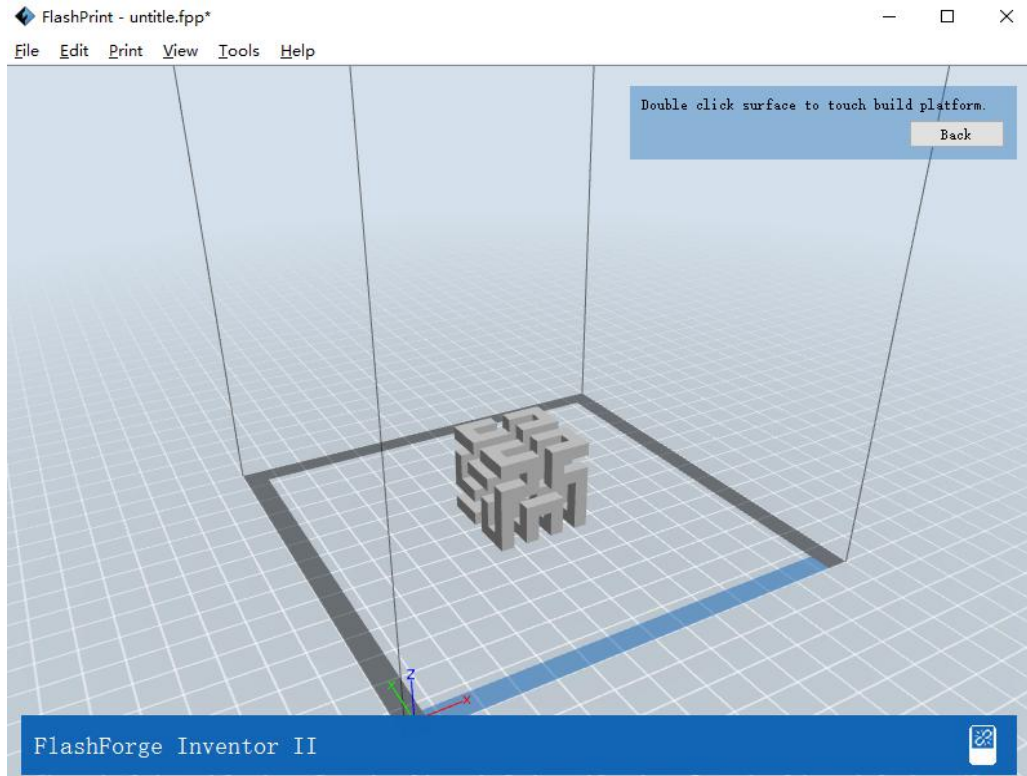 FlashPrint - untitle.fpp*
File Edit Print View Tools Help
Double click surface to touch build platform.
Back
Z
Y
X
FlashForge Inventor II